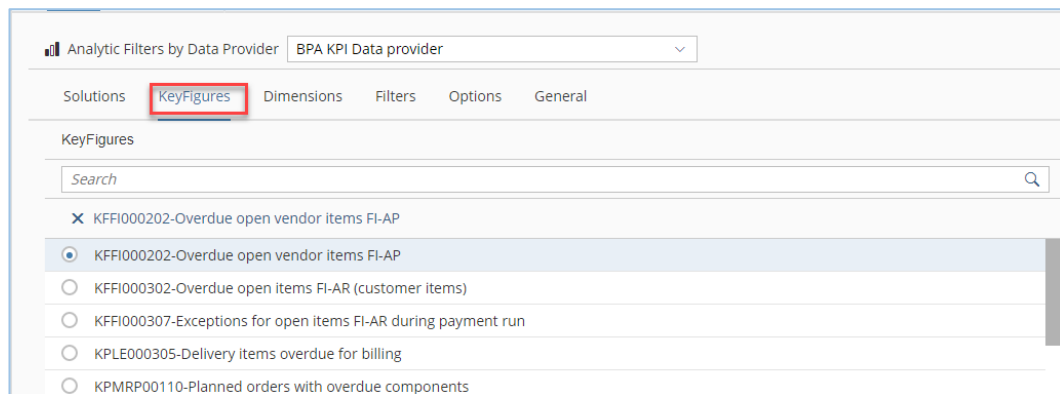 Analytic Filters by Data Provider BPA KPI Data provider
Solutions KeyFigures Dimensions Filters Options General
KeyFigures
Search
KFFI000202-Overdue open vendor items FI-AP
KFFI000202-Overdue open vendor items FI-AP
KFFI000302-Overdue open items FI-AR (customer items)
KFFI000307-Exceptions for open items FI-AR during payment run
KPLE000305-Delivery items overdue for billing
KPMRP00110-Planned orders with overdue components